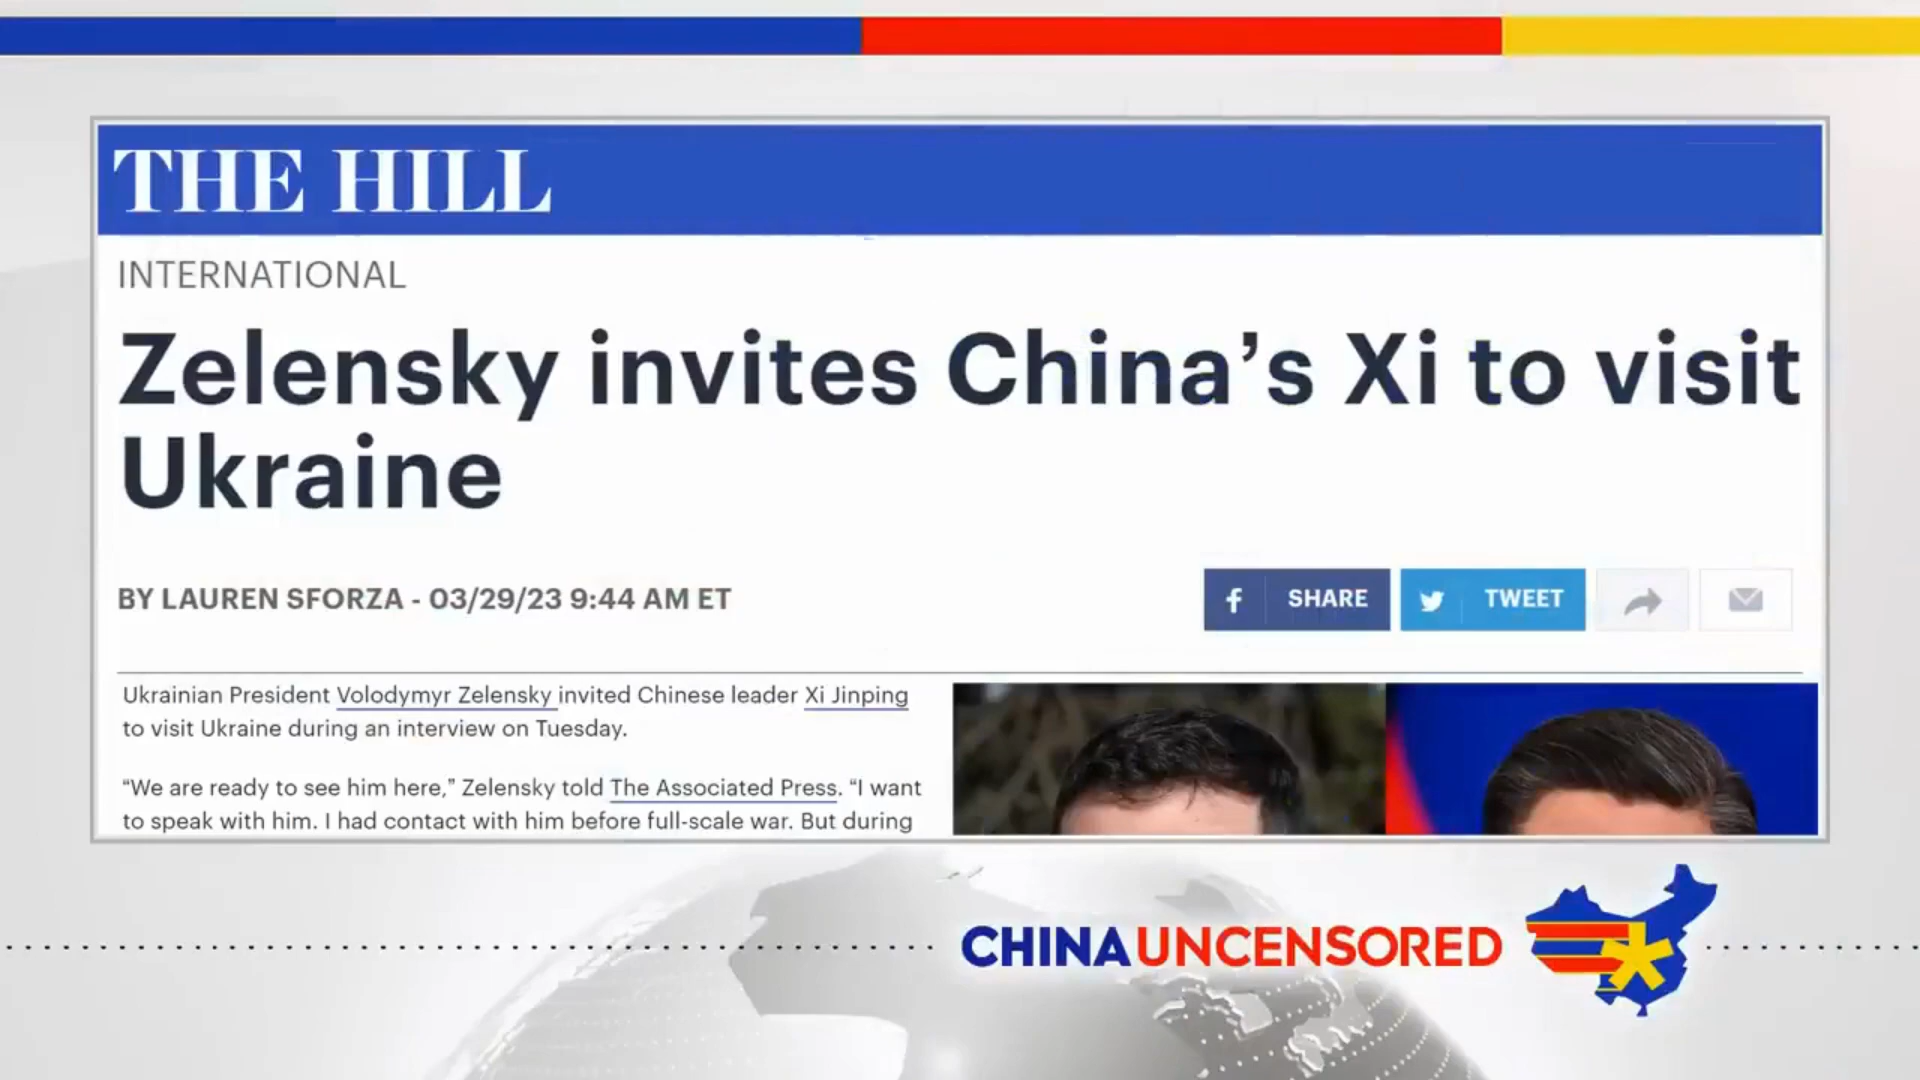 THE HILL
INTERNATIONAL
Zelensky invites China’s Xi to visit
Ukraine
BY LAUREN SFORZA - 03/29/23 9:44 AM ET
SHARE
TWEET
Ukrainian President Volodymyr Zelensky invited Chinese leader Xi Jinping
to visit Ukraine during an interview on Tuesday.
“We are ready to see him here,” Zelensky told The Associated Press. “I want
to speak with him. I had contact with him before full-scale war. But during
CHINAUNCENSORED